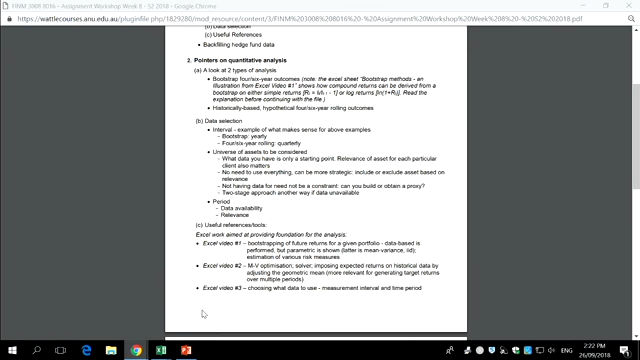 FINM 3008 8016 - Assignment Workshop Week 8 - S2 2018 - Google Chrome
https://wattlecourses.anu.edu.au/pluginfile.php/1829280/mod_resource/content/3/FINM%203008%208016%20-%20Assignment%20Workshop%20Week%208%20-%20S2%202018.pdf
(c) Useful References
• Backfilling hedge fund data
2. Pointers on quantitative analysis
(a) A look at 2 types of analysis
• Bootstrap four/six-year outcomes (note: the excel sheet "Bootstrap methods - an
illustration from Excel Video #1" shows how compound returns can be derived from a
bootstrap on either simple returns or log returns [ln(1+Rt)]. Read the
explanation before continuing with the file.)
• Historically-based, hypothetical four/six-year rolling outcomes
(b) Data selection
• Interval - example of what makes sense for above examples
− Bootstrap: yearly
− Four/six-year rolling: quarterly
• Universe of assets to be considered
− What data you have is only a starting point. Relevance of asset for each particular
client also matters
− No need to use everything, can be more strategic: include or exclude asset based on
relevance
− Not having data for need not be a constraint: can you build or obtain a proxy?
− Two-stage approach another way if data unavailable
• Period
− Data availability
− Relevance
(c) Useful references/tools:
Excel work aimed at providing foundation for the analysis.
• Excel video #1 – bootstrapping of future returns for a given portfolio - data-based is
performed, but parametric is shown (latter is mean-variance, iid);
estimation of various risk measures
• Excel video #2 – M-V optimisation; solver, imposing expected returns on historical data by
adjusting the geometric mean (more relevant for generating target returns
over multiple periods)
• Excel video #3 – choosing what data to use - measurement interval and time period
ENG
2:22 PM
26/09/2018